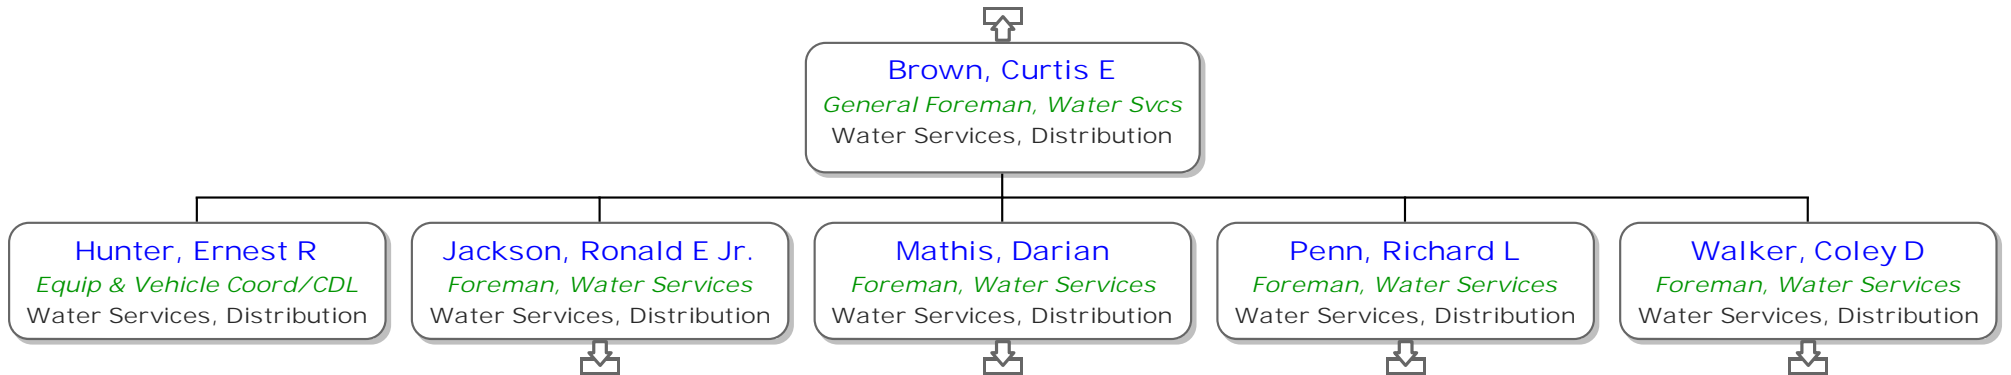 Brown, Curtis E
General Foreman, Water Svcs
Water Services, Distribution
Hunter, Ernest R
Equip & Vehicle Coord/CDL
Water Services, Distribution
Jackson, Ronald E Jr.
Foreman, Water Services
Water Services, Distribution
Mathis, Darian
Foreman, Water Services
Water Services, Distribution
Penn, Richard L
Foreman, Water Services
Water Services, Distribution
Walker, Coley D
Foreman, Water Services
Water Services, Distribution